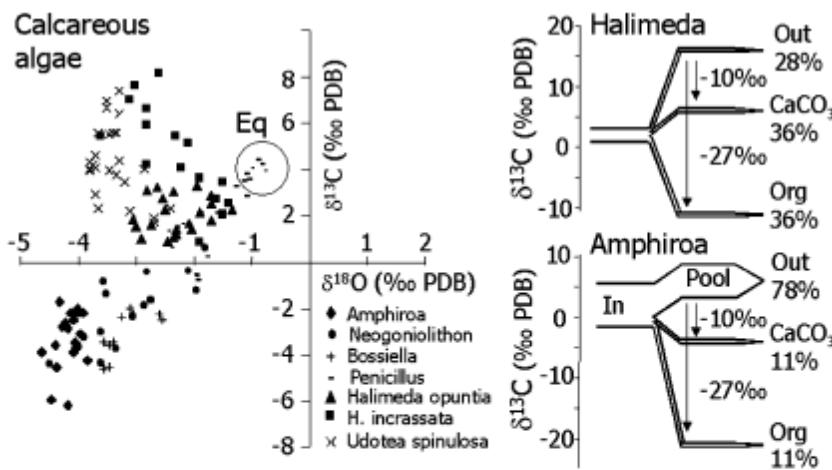 Calcareous
algae
8
6
4
2
-2
-4
-6
-8
-5
-4
-3
-2
-1
1
2
Eq
δ¹³C (‰ PDB)
δ¹⁸O (‰ PDB)
Amphiroa
Neogoniolithon
Bossiella
Penicillus
Halimeda opuntia
H. incrassata
Udotea spinulosa
Halimeda
δ¹³C (‰ PDB)
20
10
0
-10
Out
28%
-10‰
CaCO₃
36%
-27‰
Org
36%
Amphiroa
δ¹³C (‰ PDB)
10
0
-10
-20
In
Pool
Out
78%
-10‰
CaCO₃
11%
-27‰
Org
11%